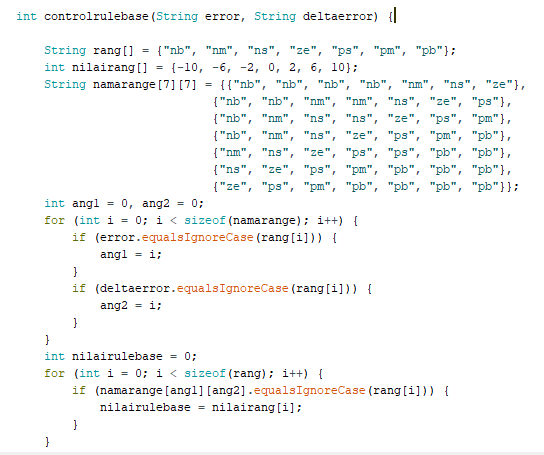 int controlrulebase(String error, String deltaerror) {
String rang[] = {"nb", "nm", "ns", "ze", "ps", "pm", "pb"};
int nilairang[] = {-10, -6, -2, 0, 2, 6, 10};
String namarange[7][7] = {{"nb", "nb", "nb", "nb", "nm", "ns", "ze"},
{"nb", "nb", "nm", "nm", "ns", "ze", "ps"},
{"nb", "nm", "ns", "ns", "ze", "ps", "pm"},
{"nb", "nm", "ns", "ze", "ps", "pm", "pb"},
{"nm", "ns", "ze", "ps", "ps", "pb", "pb"},
{"ns", "ze", "ps", "pm", "pb", "pb", "pb"},
{"ze", "ps", "pm", "pb", "pb", "pb", "pb"}};
int ang1 = 0, ang2 = 0;
for (int i = 0; i < sizeof(namarange); i++) {
if (error.equalsIgnoreCase(rang[i])) {
ang1 = i;
}
if (deltaerror.equalsIgnoreCase(rang[i])) {
ang2 = i;
}
}
int nilairulebase = 0;
for (int i = 0; i < sizeof(rang); i++) {
if (namarange[ang1][ang2].equalsIgnoreCase(rang[i])) {
nilairulebase = nilairang[i];
}
}